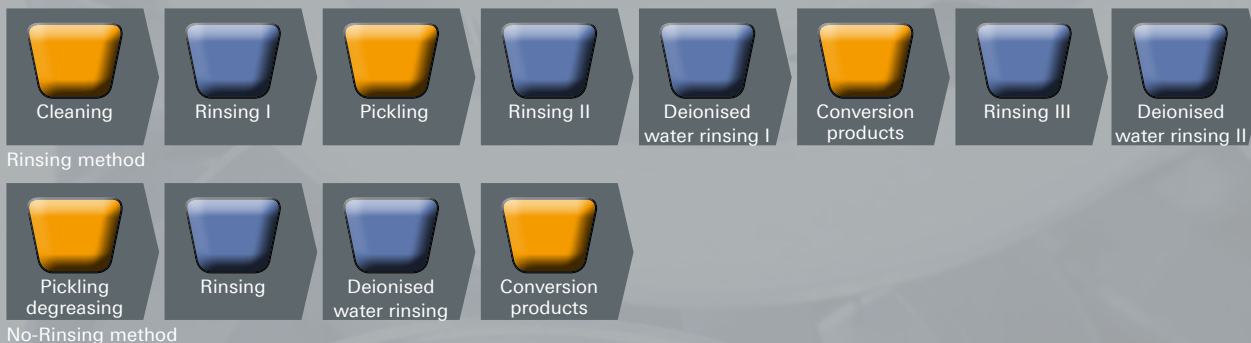 Cleaning
Rinsing I
Pickling
Rinsing II
Deionised
water rinsing I
Conversion
products
Rinsing III
Deionised
water rinsing II
Rinsing method
Pickling
degreasing
Rinsing
Deionised
water rinsing
Conversion
products
No-Rinsing method